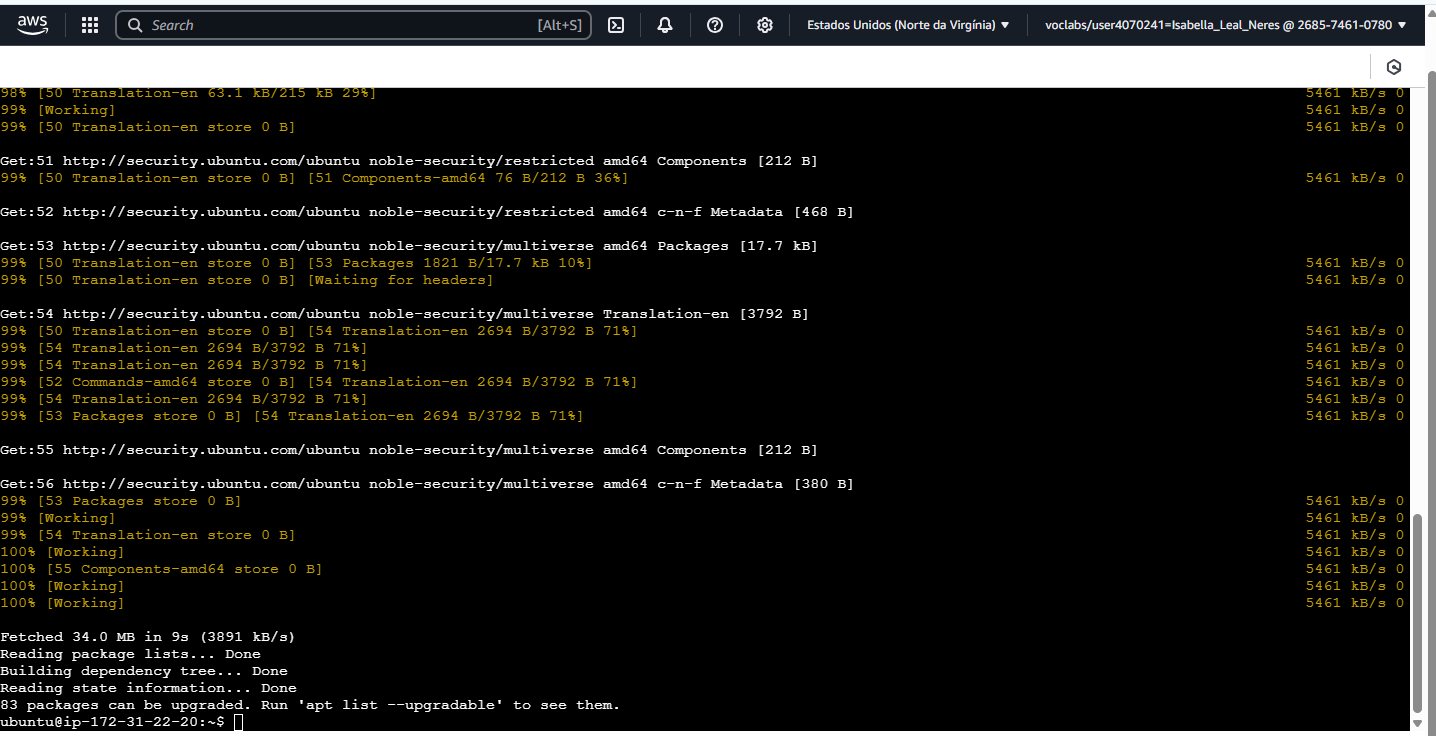 aws
Search [Alt+S]
Estados Unidos (Norte da Virgínia)
voclabs/user4070241=Isabella_Leal_Neres @ 2685-7461-0780
98% [50 Translation-en 63.1 kB/215 kB 29%] 5461 kB/s 0
99% [Working] 5461 kB/s 0
99% [50 Translation-en store 0 B] 5461 kB/s 0
Get:51 http://security.ubuntu.com/ubuntu noble-security/restricted amd64 Components [212 B]
99% [50 Translation-en store 0 B] [51 Components-amd64 76 B/212 B 36%] 5461 kB/s 0
Get:52 http://security.ubuntu.com/ubuntu noble-security/restricted amd64 c-n-f Metadata [468 B]
Get:53 http://security.ubuntu.com/ubuntu noble-security/multiverse amd64 Packages [17.7 kB]
99% [50 Translation-en store 0 B] [53 Packages 1821 B/17.7 kB 10%] 5461 kB/s 0
99% [50 Translation-en store 0 B] [Waiting for headers] 5461 kB/s 0
Get:54 http://security.ubuntu.com/ubuntu noble-security/multiverse Translation-en [3792 B]
99% [50 Translation-en store 0 B] [54 Translation-en 2694 B/3792 B 71%] 5461 kB/s 0
99% [54 Translation-en 2694 B/3792 B 71%] 5461 kB/s 0
99% [54 Translation-en 2694 B/3792 B 71%] 5461 kB/s 0
99% [52 Commands-amd64 store 0 B] [54 Translation-en 2694 B/3792 B 71%] 5461 kB/s 0
99% [54 Translation-en 2694 B/3792 B 71%] 5461 kB/s 0
99% [53 Packages store 0 B] [54 Translation-en 2694 B/3792 B 71%] 5461 kB/s 0
Get:55 http://security.ubuntu.com/ubuntu noble-security/multiverse amd64 Components [212 B]
Get:56 http://security.ubuntu.com/ubuntu noble-security/multiverse amd64 c-n-f Metadata [380 B]
99% [53 Packages store 0 B] 5461 kB/s 0
99% [Working] 5461 kB/s 0
99% [54 Translation-en store 0 B] 5461 kB/s 0
100% [Working] 5461 kB/s 0
100% [55 Components-amd64 store 0 B] 5461 kB/s 0
100% [Working] 5461 kB/s 0
100% [Working] 5461 kB/s 0
Fetched 34.0 MB in 9s (3891 kB/s)
Reading package lists... Done
Building dependency tree... Done
Reading state information... Done
83 packages can be upgraded. Run 'apt list --upgradable' to see them.
ubuntu@ip-172-31-22-20:~$